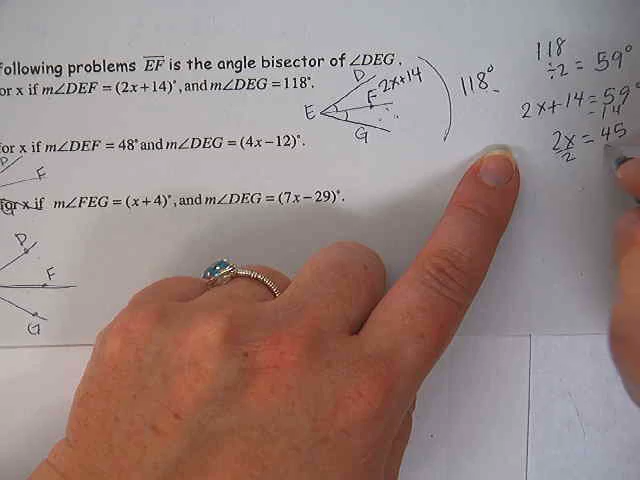 following problems EF is the angle bisector of ∠DEG.
or x if m∠DEF = (2x+14)°, and m∠DEG = 118°.
D
F 2x+14
E
G
118°
118
÷2 = 59°
2x+14 = 59°
-14
2x = 45
2
for x if m∠DEF = 48° and m∠DEG = (4x−12)°.
D
F
G
for x if m∠FEG = (x+4)°, and m∠DEG = (7x−29)°.
D
F
G